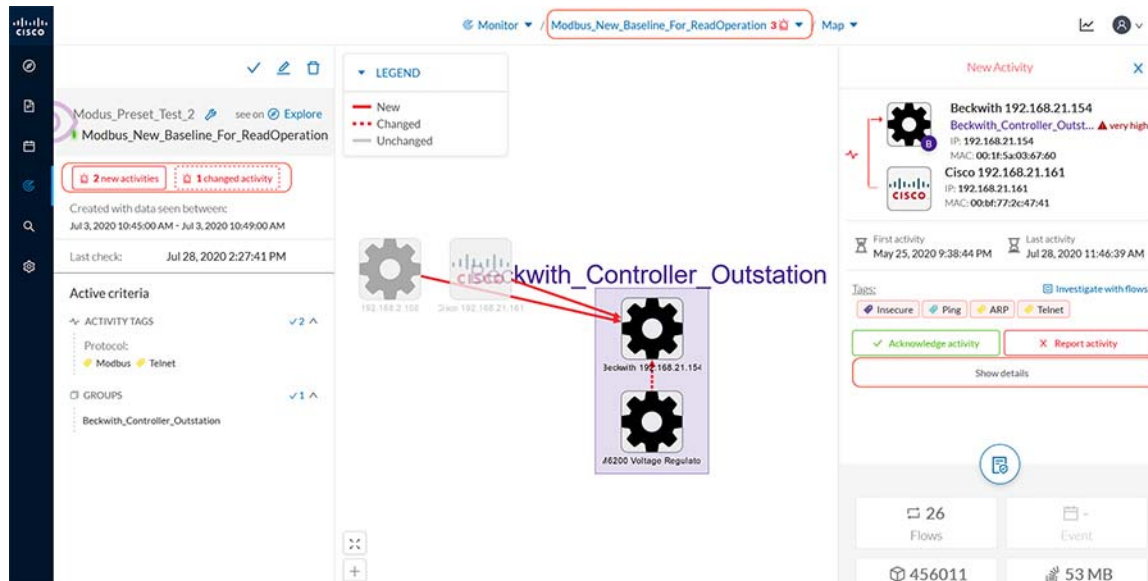 cisco
Monitor / Modbus_New_Baseline_For_ReadOperation 3 / Map
Modus_Preset_Test_2 see on Explore
Modbus_New_Baseline_For_ReadOperation
2 new activities 1 changed activity
Created with data seen between:
Jul 3, 2020 10:45:00 AM - Jul 3, 2020 10:49:00 AM
Last check: Jul 28, 2020 2:27:41 PM
Active criteria
ACTIVITY TAGS 2
Protocol:
Modbus Telnet
GROUPS 1
Beckwith_Controller_Outstation
LEGEND
New
Changed
Unchanged
CISCO
Beckwith_Controller_Outstation
192.168.2.108 Cisco 192.168.21.161
Beckwith 192.168.21.154
M6200 Voltage Regulato
New Activity X
Beckwith 192.168.21.154
Beckwith_Controller_Outst... very high
IP: 192.168.21.154
MAC: 00:1f:5a:03:67:60
B
Cisco 192.168.21.161
IP: 192.168.21.161
MAC: 00:bf:77:2c:47:41
CISCO
First activity Last activity
May 25, 2020 9:38:44 PM Jul 28, 2020 11:46:39 AM
Tags: Investigate with flows
Insecure Ping ARP Telnet
Acknowledge activity X Report activity
Show details
26 -
Flows Event
456011 53 MB